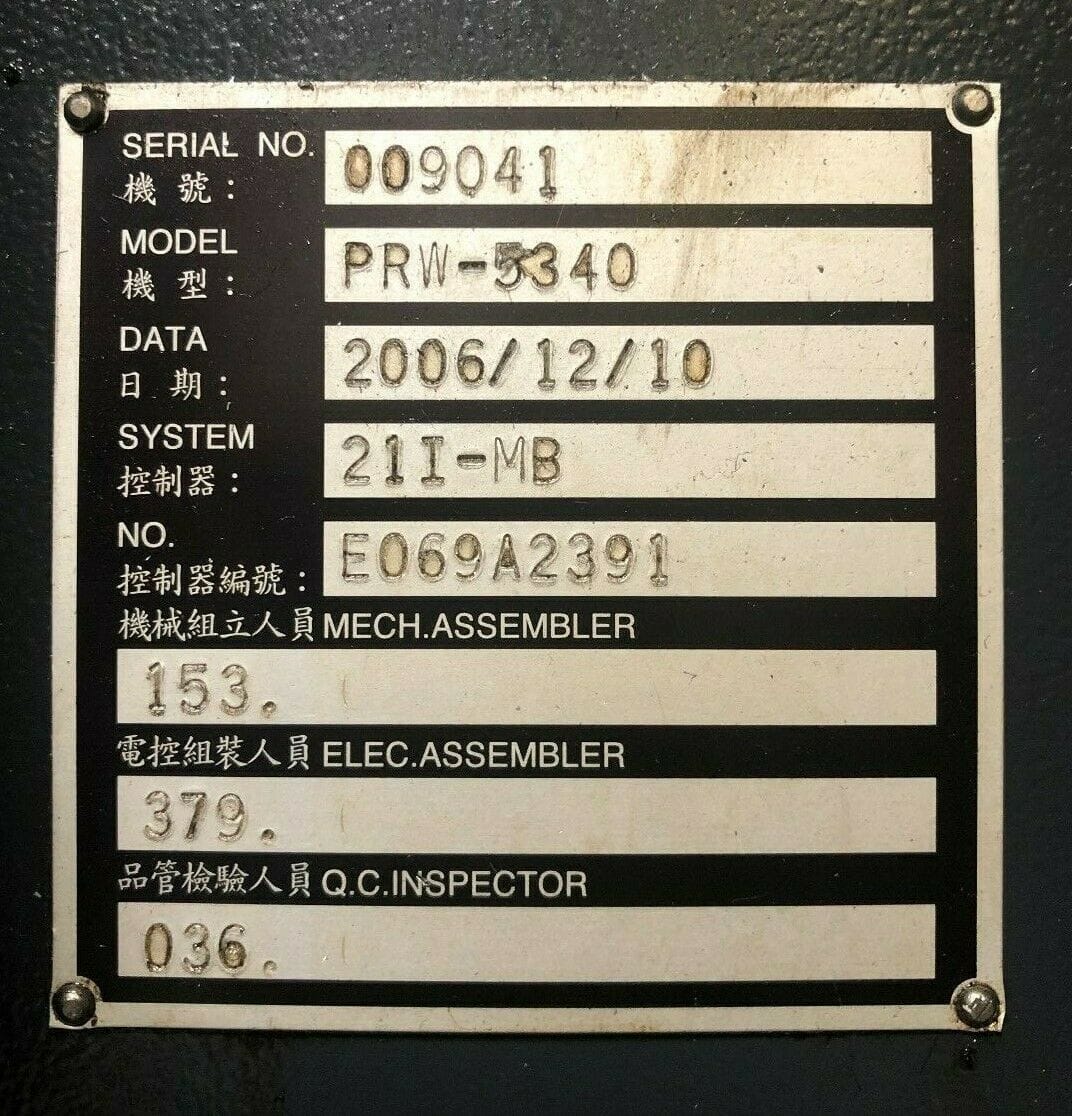 SERIAL NO.
機號: 009041
MODEL
機型: PRW-5340
DATA
日期: 2006/12/10
SYSTEM
控制器: 21I-MB
NO.
控制器編號: E069A2391
機械組立人員 MECH.ASSEMBLER
153.
電控組裝人員 ELEC.ASSEMBLER
379.
品管檢驗人員 Q.C.INSPECTOR
036.